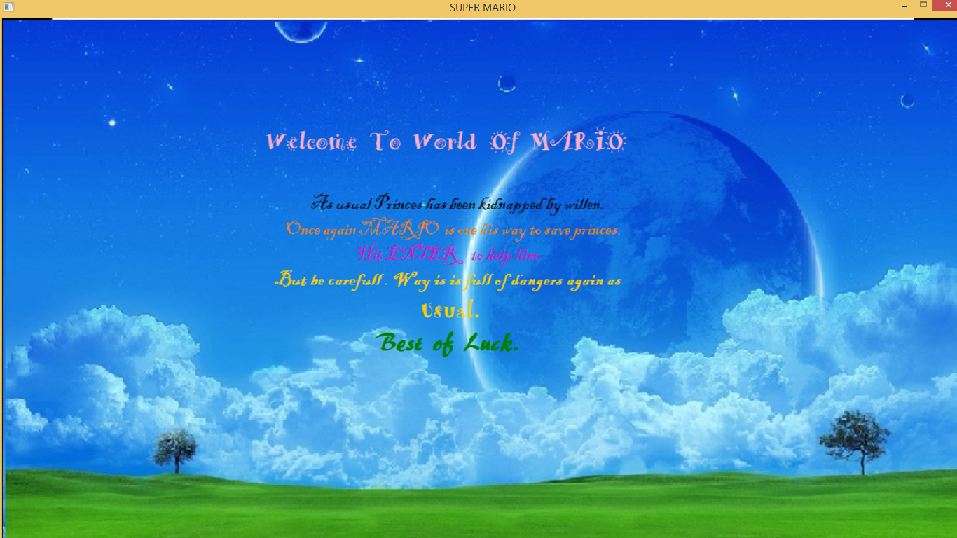 SUPER MARIO
Welcome To World Of MARiO
As usual Princes has been kidnapped by willen.
Once again MARIO is one his way to save princes.
ENTER to help him.
But be carefull . Way is is full of dangers again as
Usual.
Best of Luck.